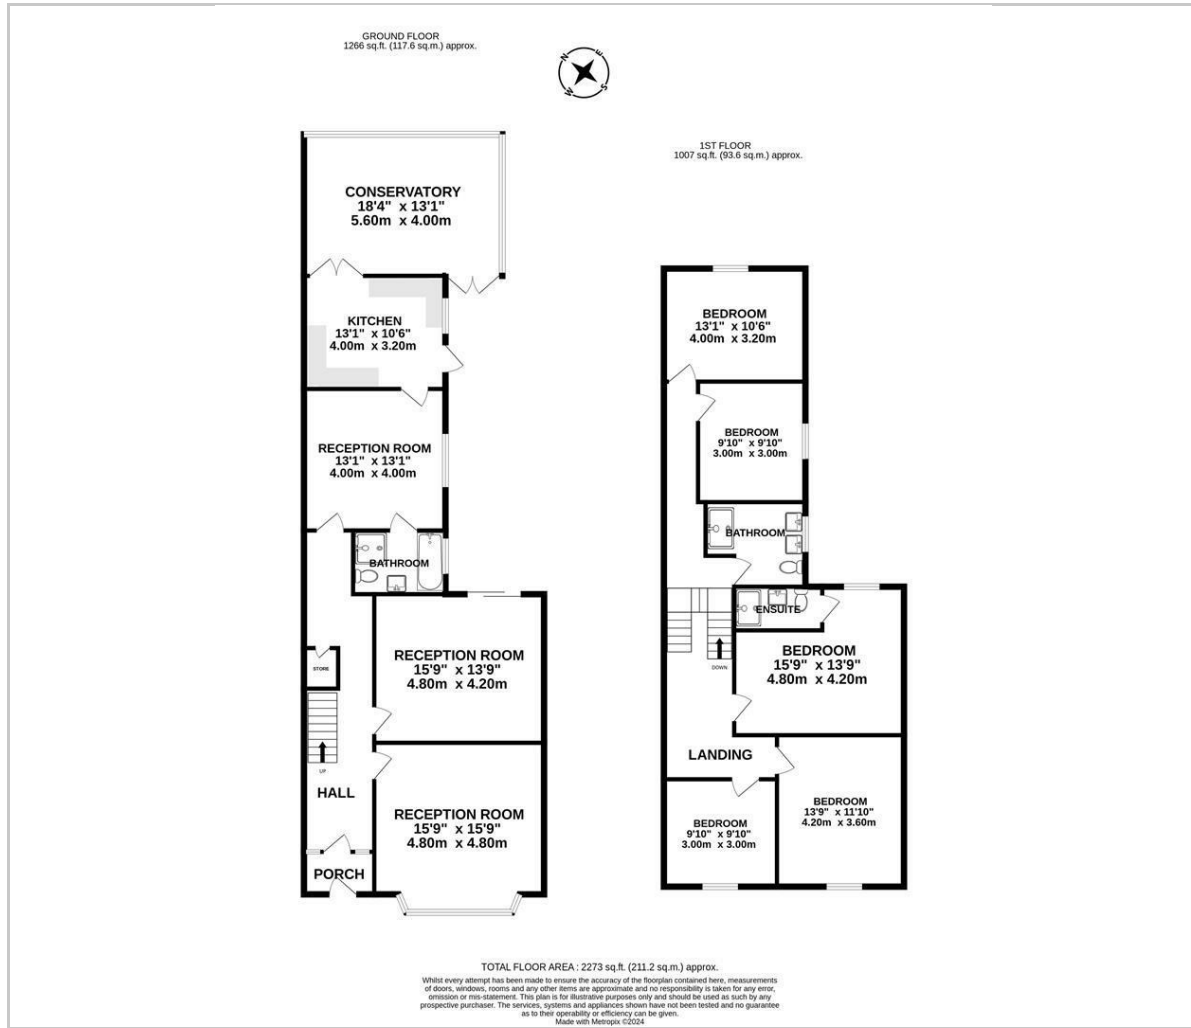 GROUND FLOOR
1266 sq.ft. (117.6 sq.m.) approx.
N
E
S
W
1ST FLOOR
1007 sq.ft. (93.6 sq.m.) approx.
CONSERVATORY
18'4" x 13'1"
5.60m x 4.00m
KITCHEN
13'1" x 10'6"
4.00m x 3.20m
RECEPTION ROOM
13'1" x 13'1"
4.00m x 4.00m
BATHROOM
RECEPTION ROOM
15'9" x 13'9"
4.80m x 4.20m
STORE
UP
HALL
RECEPTION ROOM
15'9" x 15'9"
4.80m x 4.80m
PORCH
BEDROOM
13'1" x 10'6"
4.00m x 3.20m
BEDROOM
9'10" x 9'10"
3.00m x 3.00m
BATHROOM
ENSUITE
BEDROOM
15'9" x 13'9"
4.80m x 4.20m
DOWN
LANDING
BEDROOM
13'9" x 11'10"
4.20m x 3.60m
BEDROOM
9'10" x 9'10"
3.00m x 3.00m
TOTAL FLOOR AREA : 2273 sq.ft. (211.2 sq.m.) approx.
Whilst every attempt has been made to ensure the accuracy of the floorplan contained here, measurements
of doors, windows, rooms and any other items are approximate and no responsibility is taken for any error,
omission or mis-statement. This plan is for illustrative purposes only and should be used as such by any
prospective purchaser. The services, systems and appliances shown have not been tested and no guarantee
as to their operability or efficiency can be given.
Made with Metropix ©2024